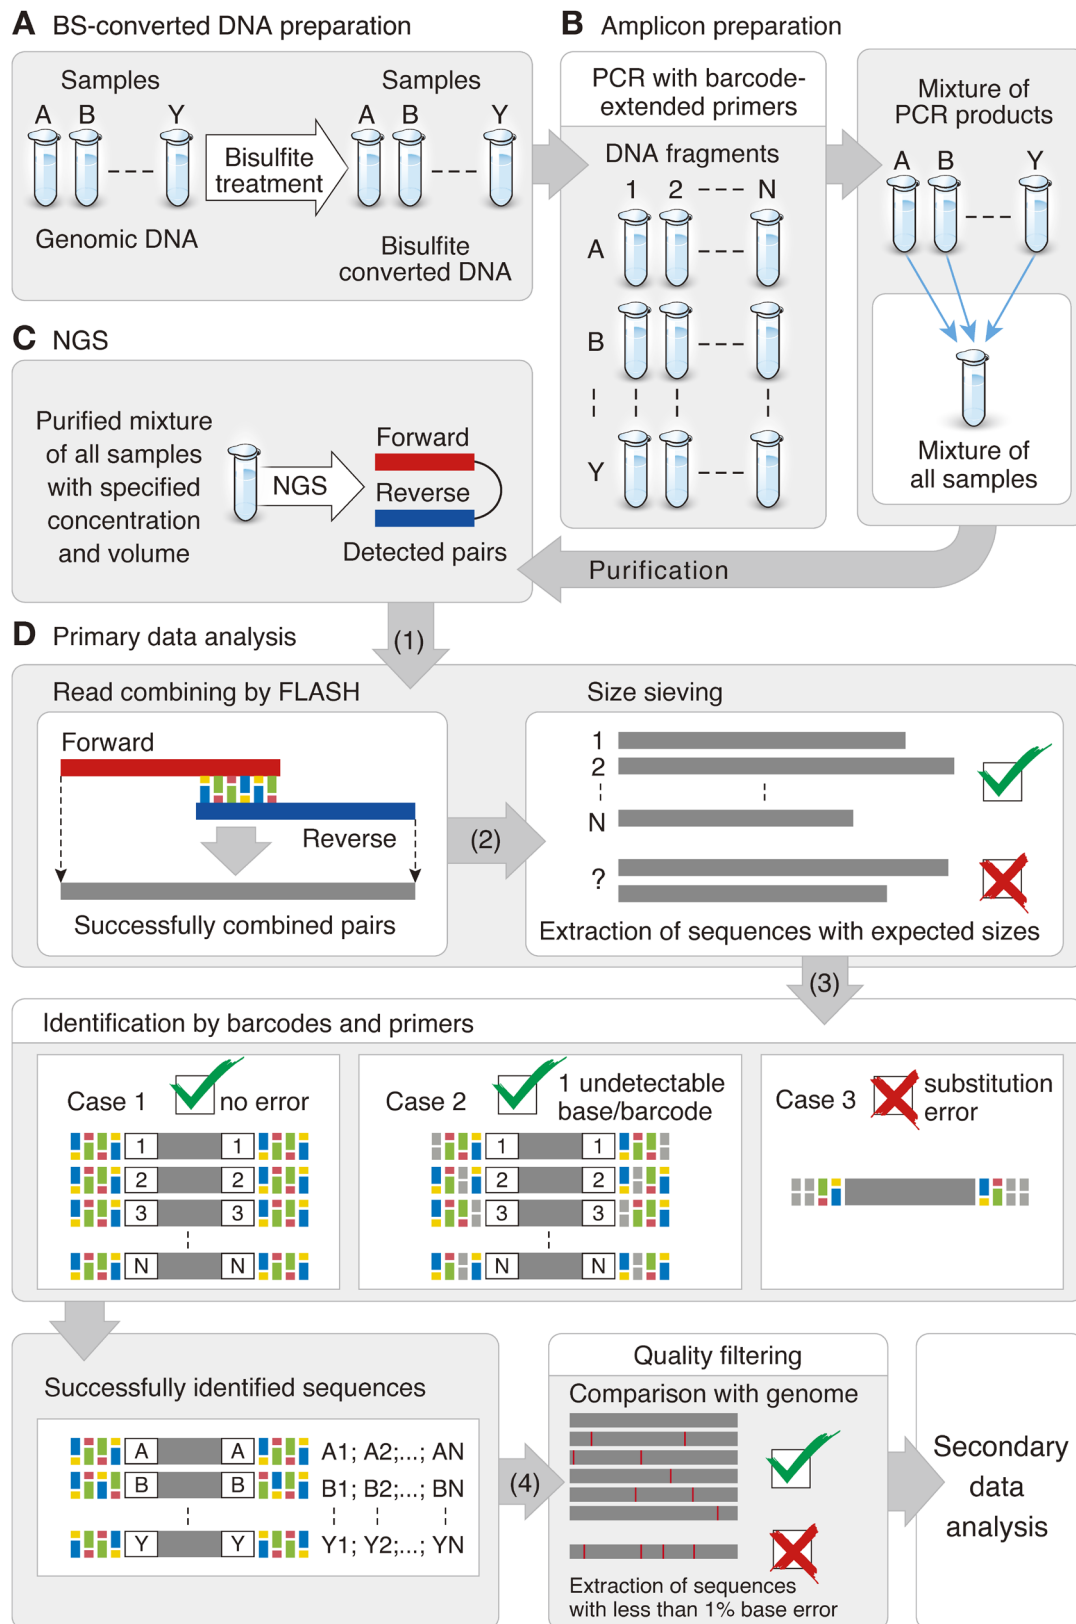 A BS-converted DNA preparation
Samples
A B Y
Genomic DNA
Bisulfite
treatment
Samples
A B Y
Bisulfite
converted DNA
B Amplicon preparation
PCR with barcode-
extended primers
DNA fragments
1 2 N
A
B
Y
Mixture of
PCR products
A B Y
Mixture of
all samples
Purification
C NGS
Purified mixture
of all samples
with specified
concentration
and volume
NGS
Forward
Reverse
Detected pairs
(1)
D Primary data analysis
Read combining by FLASH
Forward
Reverse
Successfully combined pairs
(2)
Size sieving
1
2
N
?
Extraction of sequences with expected sizes
(3)
Identification by barcodes and primers
Case 1 no error
1 1
2 2
3 3
N N
Case 2
1 undetectable
base/barcode
1 1
2 2
3 3
N N
Case 3
substitution
error
Successfully identified sequences
A A A1; A2;...; AN
B B B1; B2;...; BN
Y Y Y1; Y2;...; YN
(4)
Quality filtering
Comparison with genome
Extraction of sequences
with less than 1% base error
Secondary
data
analysis